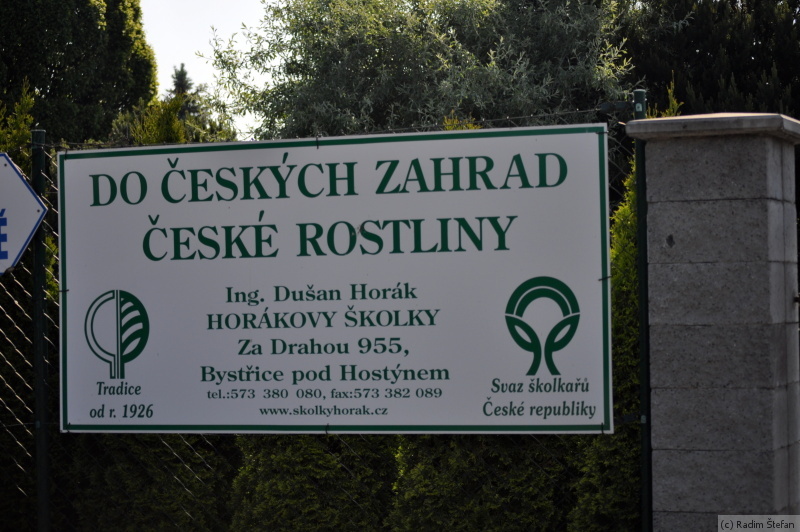 DO ČESKÝCH ZAHRAD
ČESKÉ ROSTLINY
Ing. Dušan Horák
HORÁKOVY ŠKOLKY
Za Drahou 955,
Bystřice pod Hostýnem
tel.:573 380 080, fax:573 382 089
www.skolkyhorak.cz
Tradice
od r. 1926
Svaz školkařů
České republiky
(c) Radim Štefan